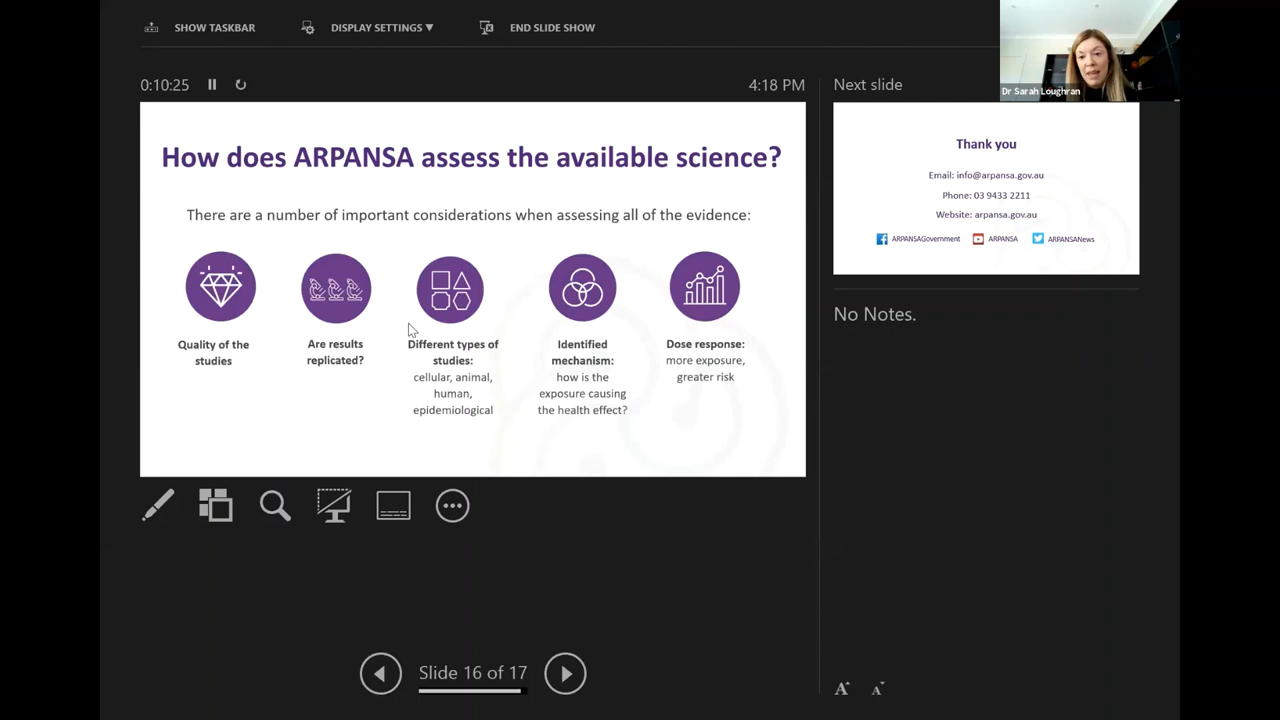 SHOW TASKBAR
DISPLAY SETTINGS ▼
END SLIDE SHOW
Dr Sarah Loughran
0:10:25
4:18 PM
Next slide
How does ARPANSA assess the available science?
There are a number of important considerations when assessing all of the evidence:
Quality of the
studies
Are results
replicated?
Different types of
studies:
cellular, animal,
human,
epidemiological
Identified
mechanism:
how is the
exposure causing
the health effect?
Dose response:
more exposure,
greater risk
Thank you
Email: info@arpansa.gov.au
Phone: 03 9433 2211
Website: arpansa.gov.au
ARPANSAGovernment
ARPANSA
ARPANSANews
No Notes.
Slide 16 of 17
A
A